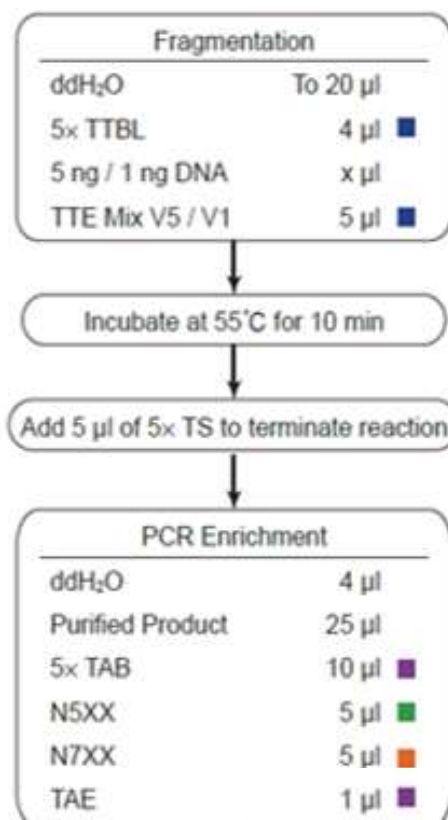 Fragmentation
ddH₂O To 20 µl
5× TTBL 4 µl
5 ng / 1 ng DNA x µl
TTE Mix V5 / V1 5 µl
Incubate at 55°C for 10 min
Add 5 µl of 5× TS to terminate reaction
PCR Enrichment
ddH₂O 4 µl
Purified Product 25 µl
5× TAB 10 µl
N5XX 5 µl
N7XX 5 µl
TAE 1 µl